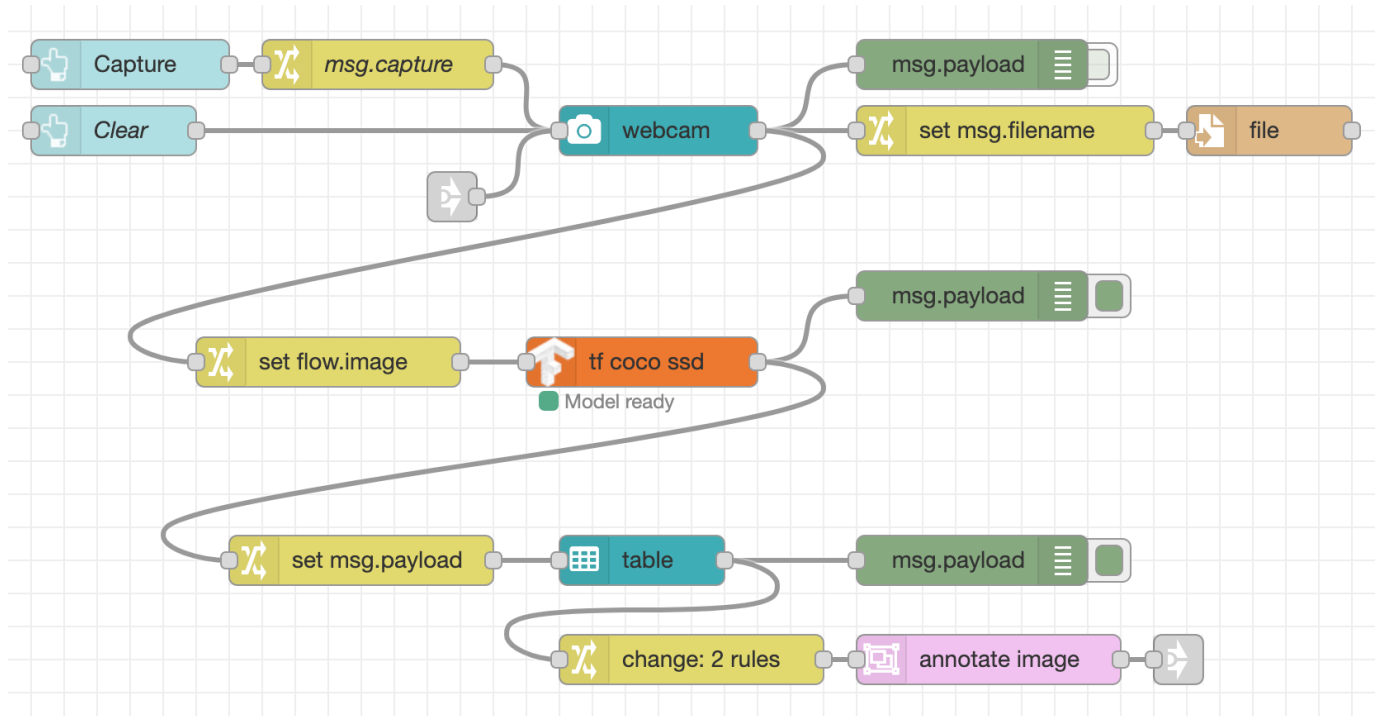 Capture
msg.capture
msg.payload
Clear
webcam
set msg.filename
file
msg.payload
set flow.image
tf coco ssd
Model ready
set msg.payload
table
msg.payload
change: 2 rules
annotate image